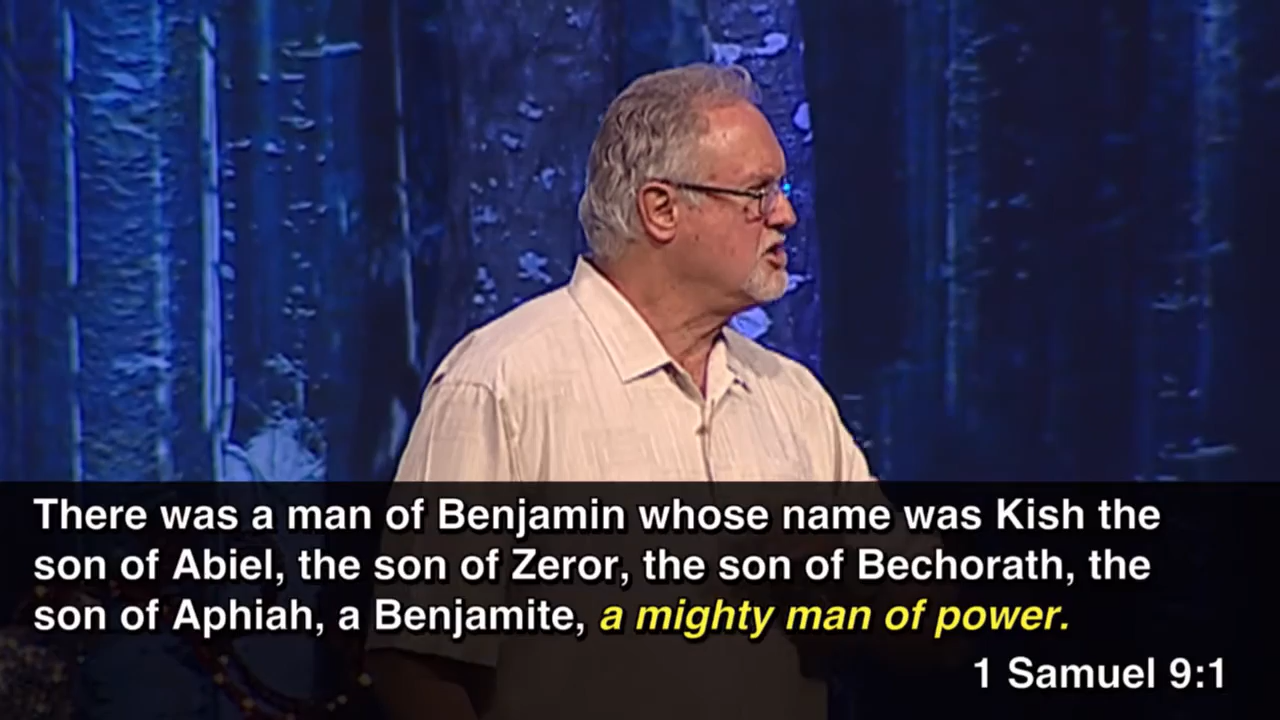 There was a man of Benjamin whose name was Kish the
son of Abiel, the son of Zeror, the son of Bechorath, the
son of Aphiah, a Benjamite, a mighty man of power.
1 Samuel 9:1